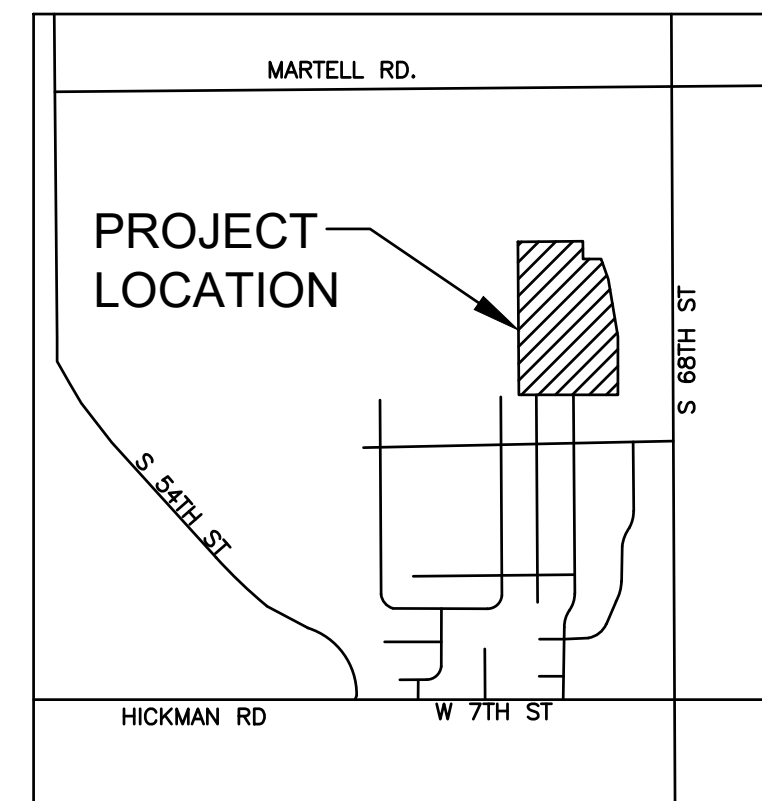 MARTELL RD.
PROJECT
LOCATION
S 68TH ST
S 54TH ST
HICKMAN RD
W 7TH ST